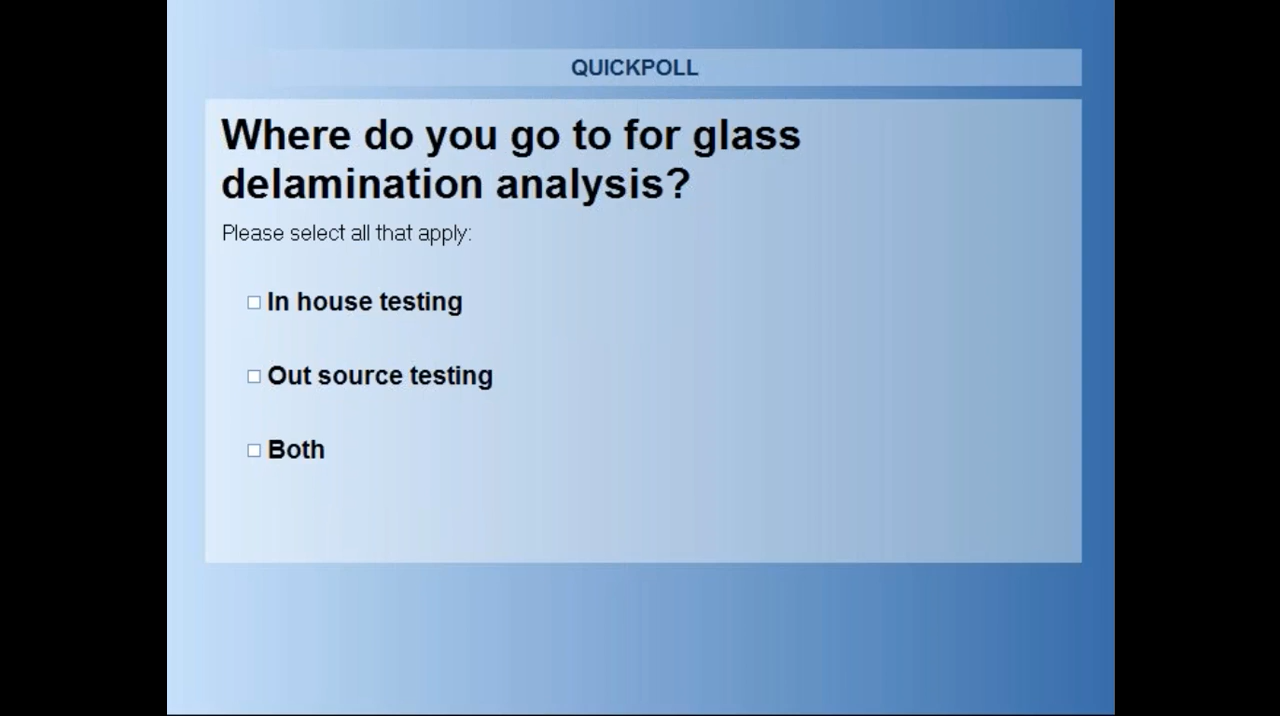 QUICKPOLL
Where do you go to for glass
delamination analysis?
Please select all that apply:
In house testing
Out source testing
Both